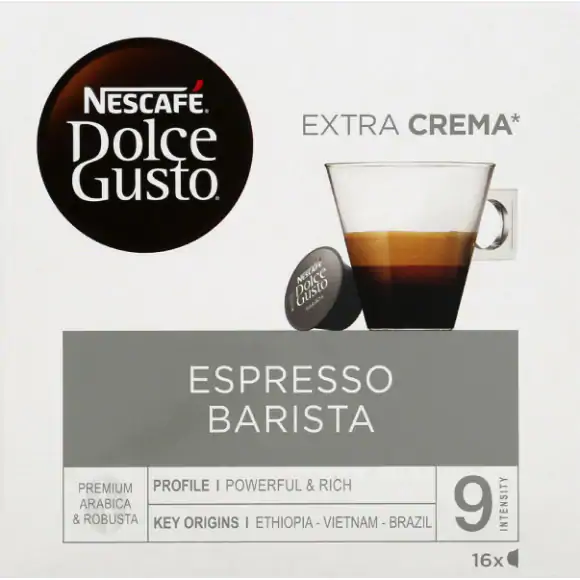 NESCAFÉ.
Dolce
Gusto
EXTRA CREMA*
NESCAFÉ
Dolce
Gusto
ESPRESSO
BARISTA
PREMIUM
ARABICA
& ROBUSTA
PROFILE I POWERFUL & RICH
KEY ORIGINS I ETHIOPIA - VIETNAM - BRAZIL
9
INTENSITY
16x